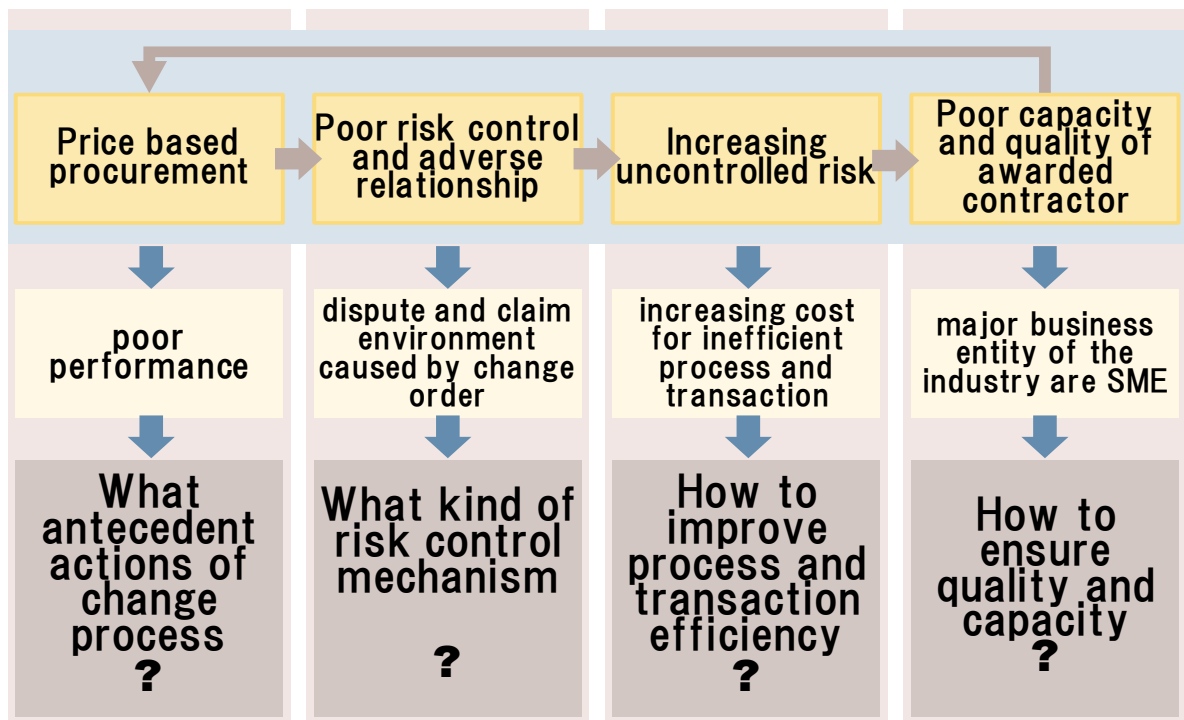 Price based
procurement
Poor risk control
and adverse
relationship
Increasing
uncontrolled risk
Poor capacity
and quality of
awarded
contractor
poor
performance
dispute and claim
environment
caused by change
order
increasing cost
for inefficient
process and
transaction
major business
entity of the
industry are SME
What
antecedent
actions of
change
process
?
What kind of
risk control
mechanism
?
How to
improve
process and
transaction
efficiency
?
How to
ensure
quality and
capacity
?